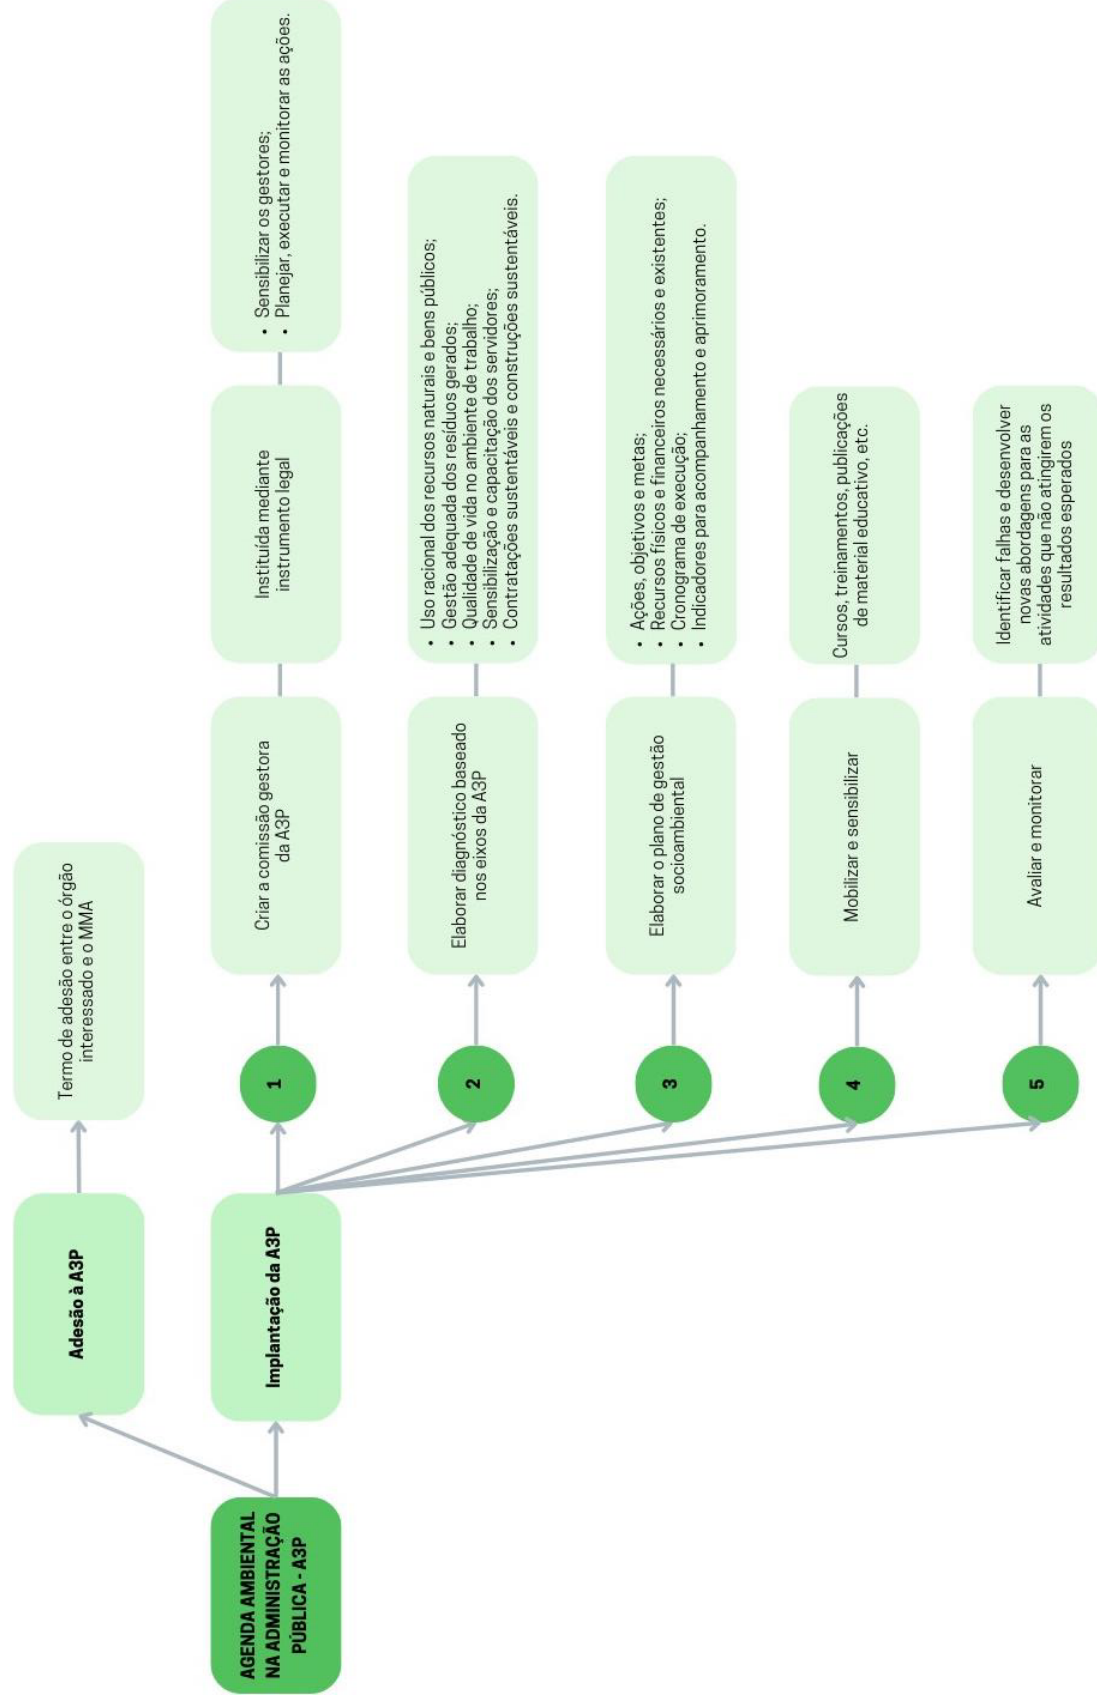 AGENDA AMBIENTAL
NA ADMINISTRAÇÃO
PÚBLICA - A3P
Adesão à A3P
Termo de adesão entre o órgão
interessado e o MMA
Implantação da A3P
1
Criar a comissão gestora
da A3P
Instituída mediante
instrumento legal
• Sensibilizar os gestores;
• Planejar, executar e monitorar as ações.
2
Elaborar diagnóstico baseado
nos eixos da A3P
• Uso racional dos recursos naturais e bens públicos;
• Gestão adequada dos resíduos gerados;
• Qualidade de vida no ambiente de trabalho;
• Sensibilização e capacitação dos servidores;
• Contratações sustentáveis e construções sustentáveis.
3
Elaborar o plano de gestão
socioambiental
• Ações, objetivos e metas;
• Recursos físicos e financeiros necessários e existentes;
• Cronograma de execução;
• Indicadores para acompanhamento e aprimoramento.
4
Mobilizar e sensibilizar
Cursos, treinamentos, publicações
de material educativo, etc.
5
Avaliar e monitorar
Identificar falhas e desenvolver
novas abordagens para as
atividades que não atingirem os
resultados esperados